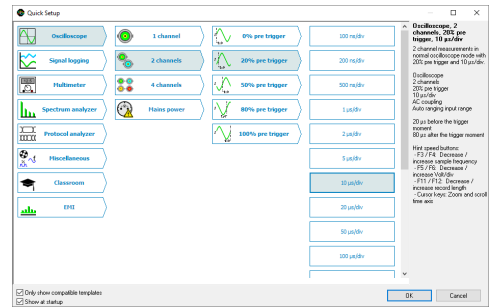 Quick Setup
Oscilloscope
Signal logging
Multimeter
Spectrum analyzer
Protocol analyzer
Miscellaneous
Classroom
EMI
1 channel
2 channels
4 channels
Mains power
0% pre trigger
20% pre trigger
50% pre trigger
80% pre trigger
100% pre trigger
100 ns/div
200 ns/div
500 ns/div
1 µs/div
2 µs/div
5 µs/div
10 µs/div
20 µs/div
50 µs/div
100 µs/div
Oscilloscope, 2
channels, 20% pre
trigger, 10 µs/div
2 channel measurements in
normal oscilloscope mode with
20% pre trigger and 10 µs/div.
Oscilloscope
2 channels
20% pre trigger
10 µs/div
AC coupling
Auto ranging input range
20 µs before the trigger
moment
80 µs after the trigger moment
Hint speed buttons:
- F3 / F4: Decrease /
increase sample frequency
- F5 / F6: Decrease /
increase Volt/div
- F11 / F12: Decrease /
increase record length
- Cursor keys: Zoom and scroll
time axis
Only show compatible templates
Show at startup
OK
Cancel